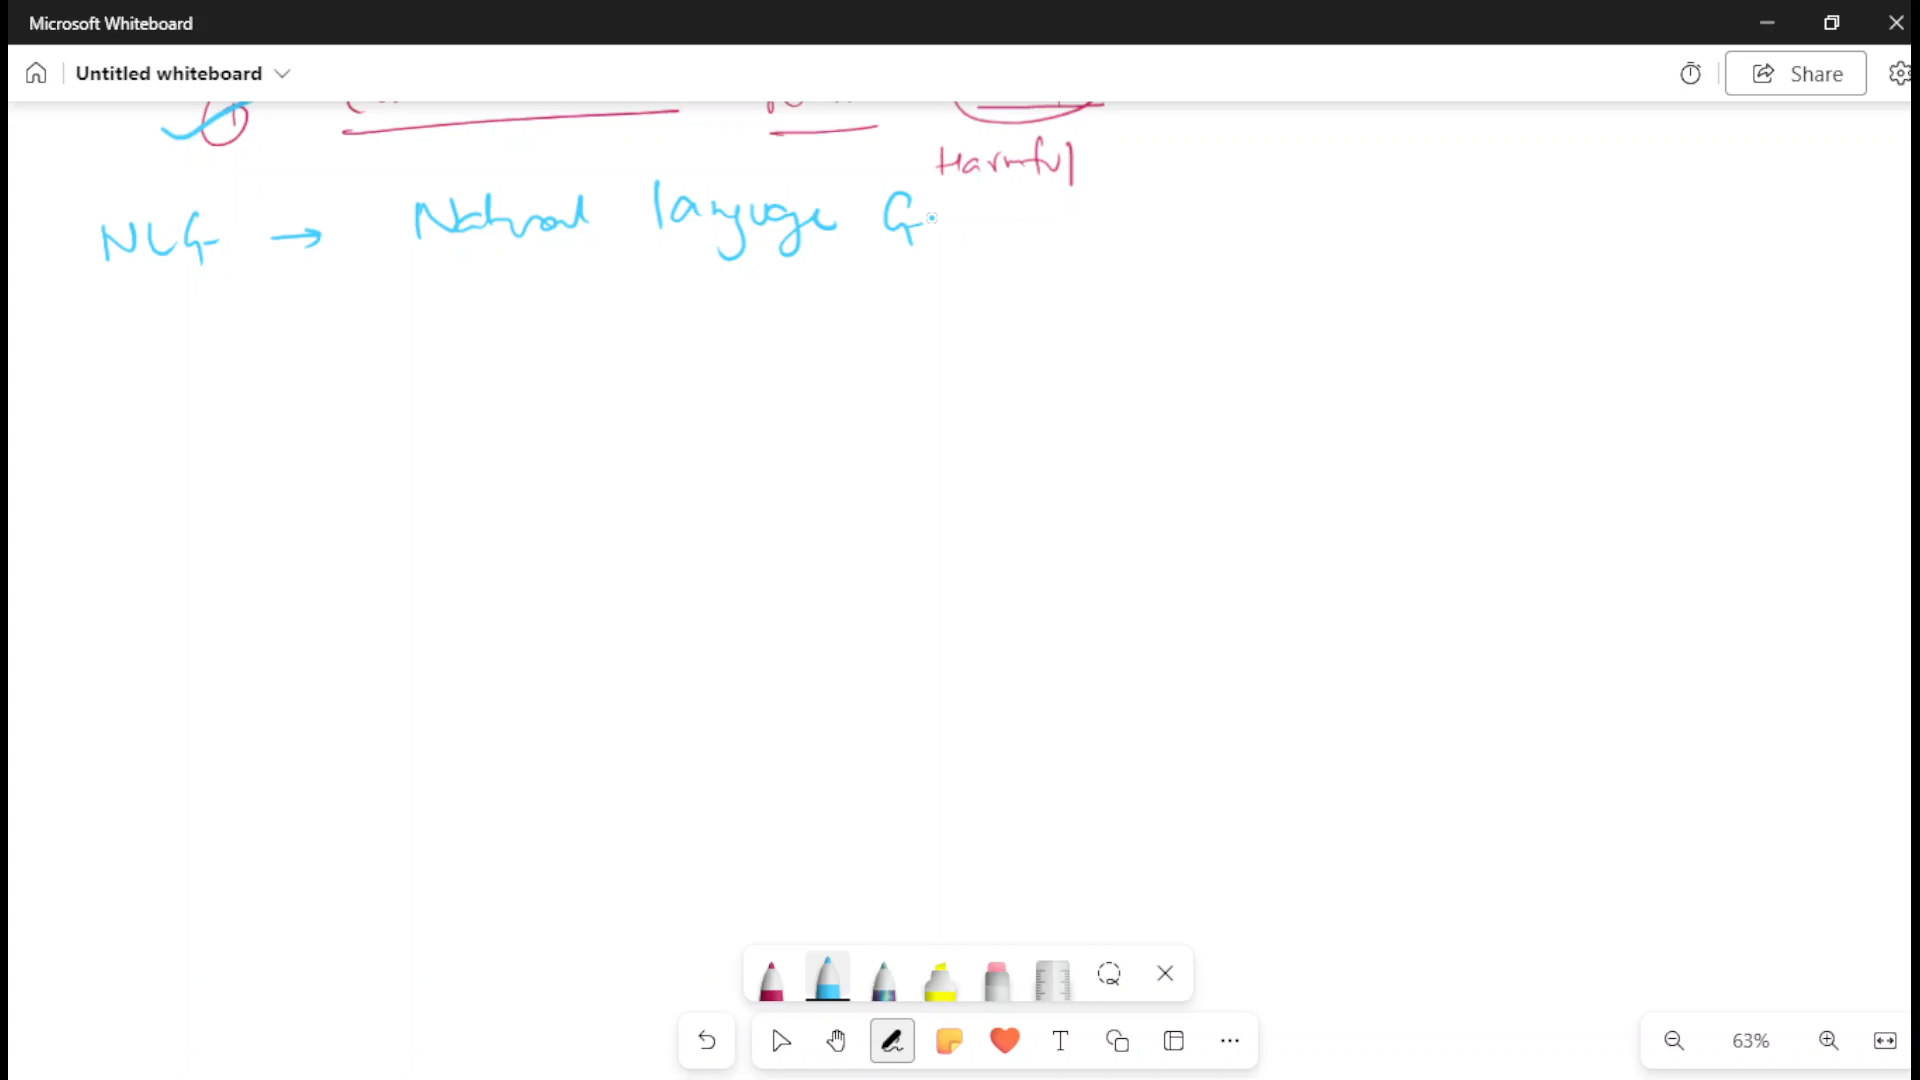 Microsoft Whiteboard
Untitled whiteboard
Share
Harmful
NLG → Natural language G
63%